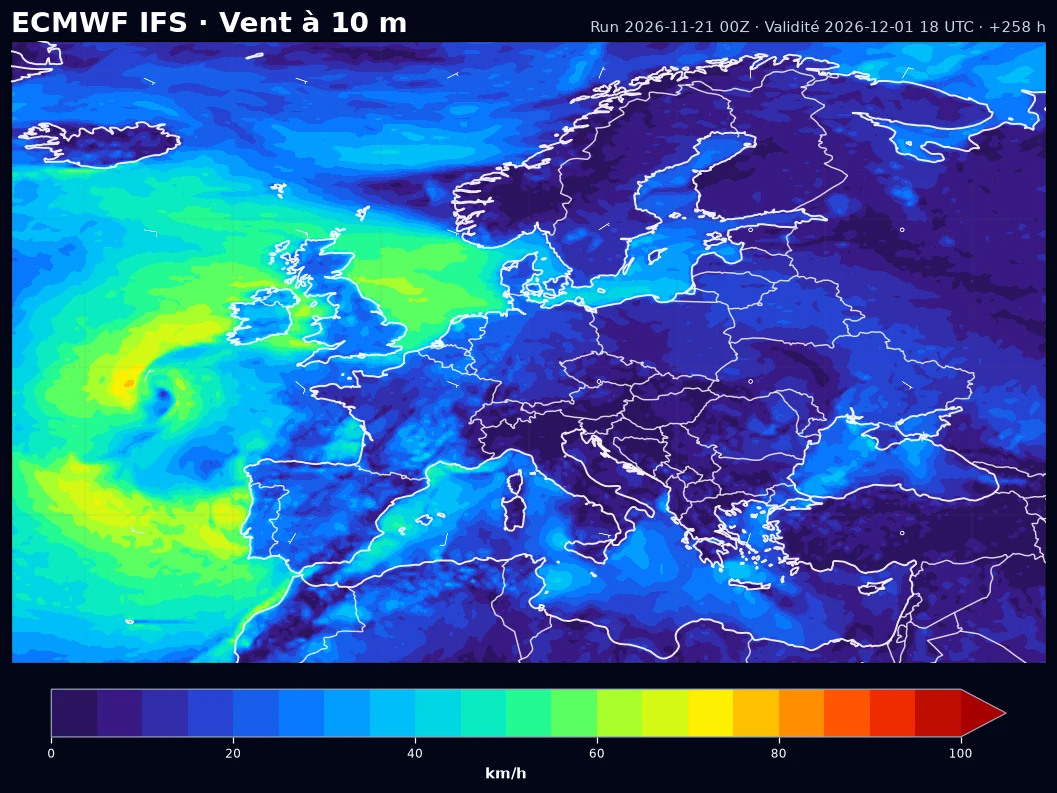 ECMWF IFS · Vent à 10 m
Run 2026-11-21 00Z · Validité 2026-12-01 18 UTC · +258 h
0 20 40 60 80 100
km/h